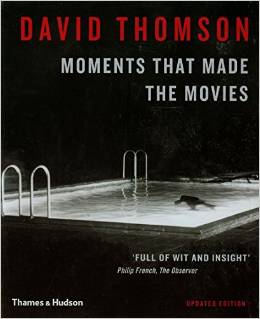 DAVID THOMSON
MOMENTS THAT MADE
THE MOVIES
'FULL OF WIT AND INSIGHT'
Philip French, The Observer
Thames & Hudson
UPDATED EDITION